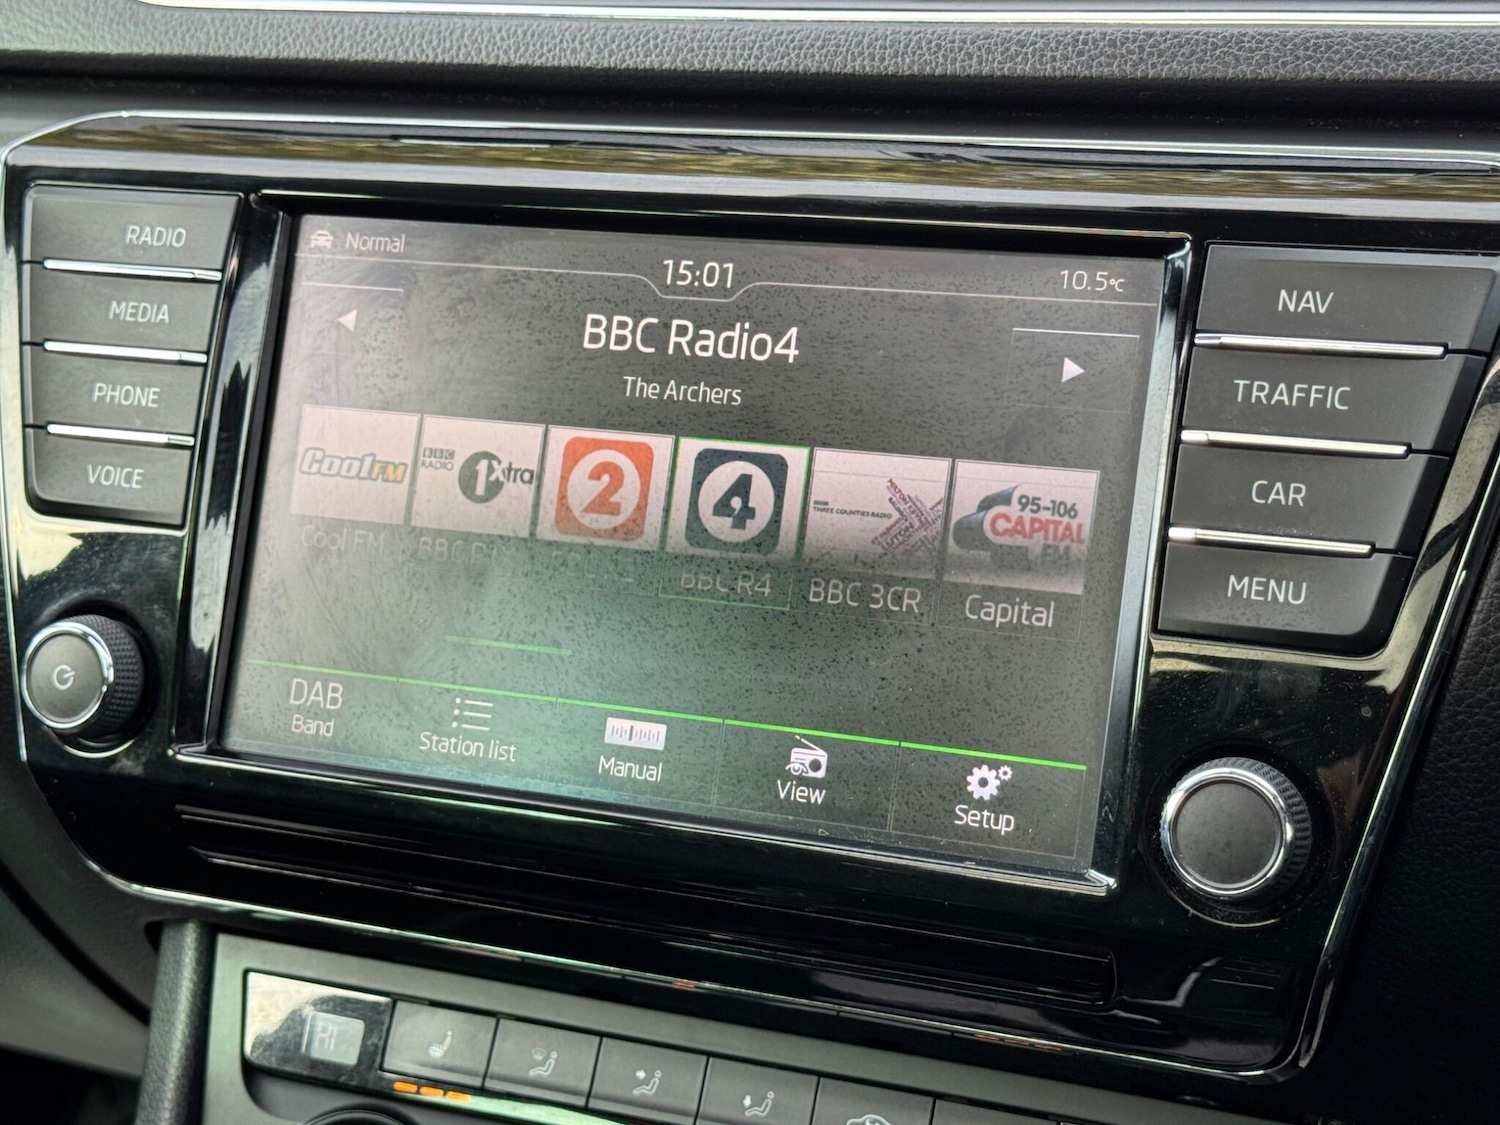 RADIO
MEDIA
PHONE
VOICE
Normal
15:01
10.5°C
BBC Radio4
The Archers
Cool FM
BBC
RADIO
1Xtra
2
4
THREE COUNTIES RADIO
95-106
CAPITAL
FM
BBC R4
BBC 3CR
Capital
DAB
Band
Station list
Manual
View
Setup
NAV
TRAFFIC
CAR
MENU